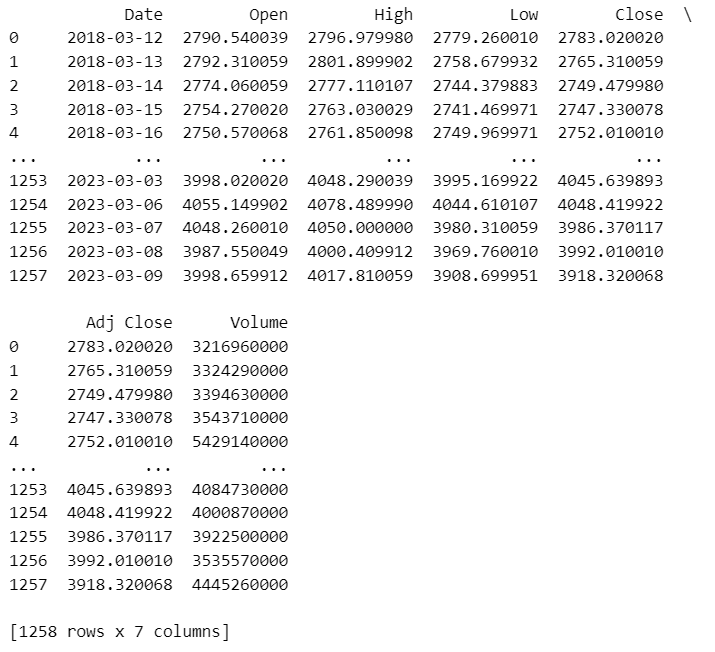 Date Open High Low Close \
0 2018-03-12 2790.540039 2796.979980 2779.260010 2783.020020
1 2018-03-13 2792.310059 2801.899902 2758.679932 2765.310059
2 2018-03-14 2774.060059 2777.110107 2744.379883 2749.479980
3 2018-03-15 2754.270020 2763.030029 2741.469971 2747.330078
4 2018-03-16 2750.570068 2761.850098 2749.969971 2752.010010
... ... ... ... ... ...
1253 2023-03-03 3998.020020 4048.290039 3995.169922 4045.639893
1254 2023-03-06 4055.149902 4078.489990 4044.610107 4048.419922
1255 2023-03-07 4048.260010 4050.000000 3980.310059 3986.370117
1256 2023-03-08 3987.550049 4000.409912 3969.760010 3992.010010
1257 2023-03-09 3998.659912 4017.810059 3908.699951 3918.320068
Adj Close Volume
0 2783.020020 3216960000
1 2765.310059 3324290000
2 2749.479980 3394630000
3 2747.330078 3543710000
4 2752.010010 5429140000
... ... ...
1253 4045.639893 4084730000
1254 4048.419922 4000870000
1255 3986.370117 3922500000
1256 3992.010010 3535570000
1257 3918.320068 4445260000
[1258 rows x 7 columns]